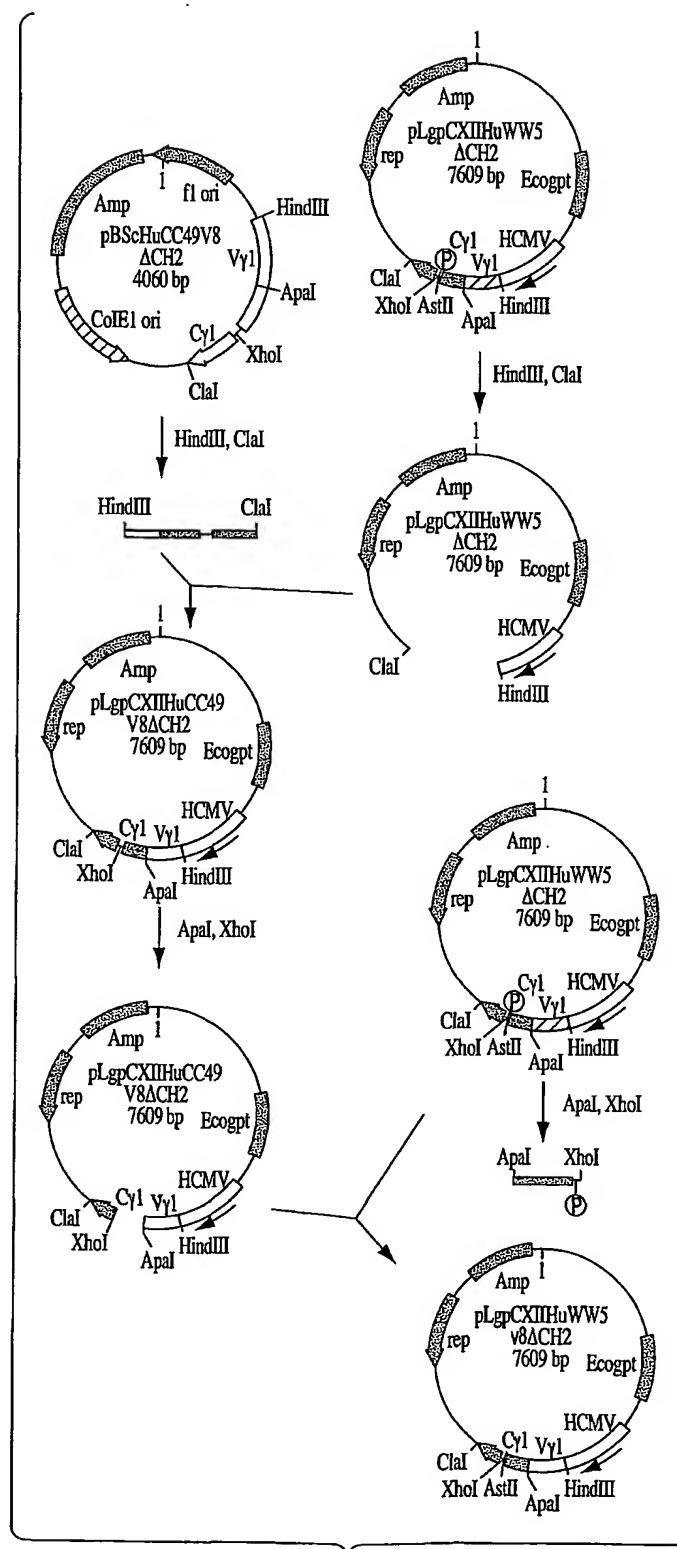 1
Amp
f1 ori
pBScHuCC49V8
ΔCH2
4060 bp
HindIII
Vγ1
ApaI
XhoI
Cγ1
ClaI
ColE1 ori
HindIII, ClaI
HindIII
ClaI
1
Amp
pLgpCXIIHuWW5
ΔCH2
7609 bp
rep
Ecogpt
HCMV
Cγ1
P
Vγ1
ClaI
XhoI
AstII
ApaI
HindIII
HindIII, ClaI
1
Amp
pLgpCXIIHuWW5
ΔCH2
7609 bp
rep
Ecogpt
HCMV
ClaI
HindIII
1
Amp
pLgpCXIIHuCC49
V8ΔCH2
7609 bp
rep
Ecogpt
HCMV
Cγ1
Vγ1
ClaI
XhoI
ApaI
HindIII
ApaI, XhoI
1
Amp
pLgpCXIIHuCC49
V8ΔCH2
7609 bp
rep
Ecogpt
HCMV
Cγ1
Vγ1
ClaI
XhoI
ApaI
HindIII
1
Amp
pLgpCXIIHuWW5
ΔCH2
7609 bp
rep
Ecogpt
HCMV
Cγ1
P
Vγ1
ClaI
XhoI
AstII
ApaI
HindIII
ApaI, XhoI
ApaI
XhoI
P
1
Amp
pLgpCXIIHuWW5
v8ΔCH2
7609 bp
rep
Ecogpt
HCMV
Cγ1
Vγ1
ClaI
XhoI
AstII
ApaI
HindIII